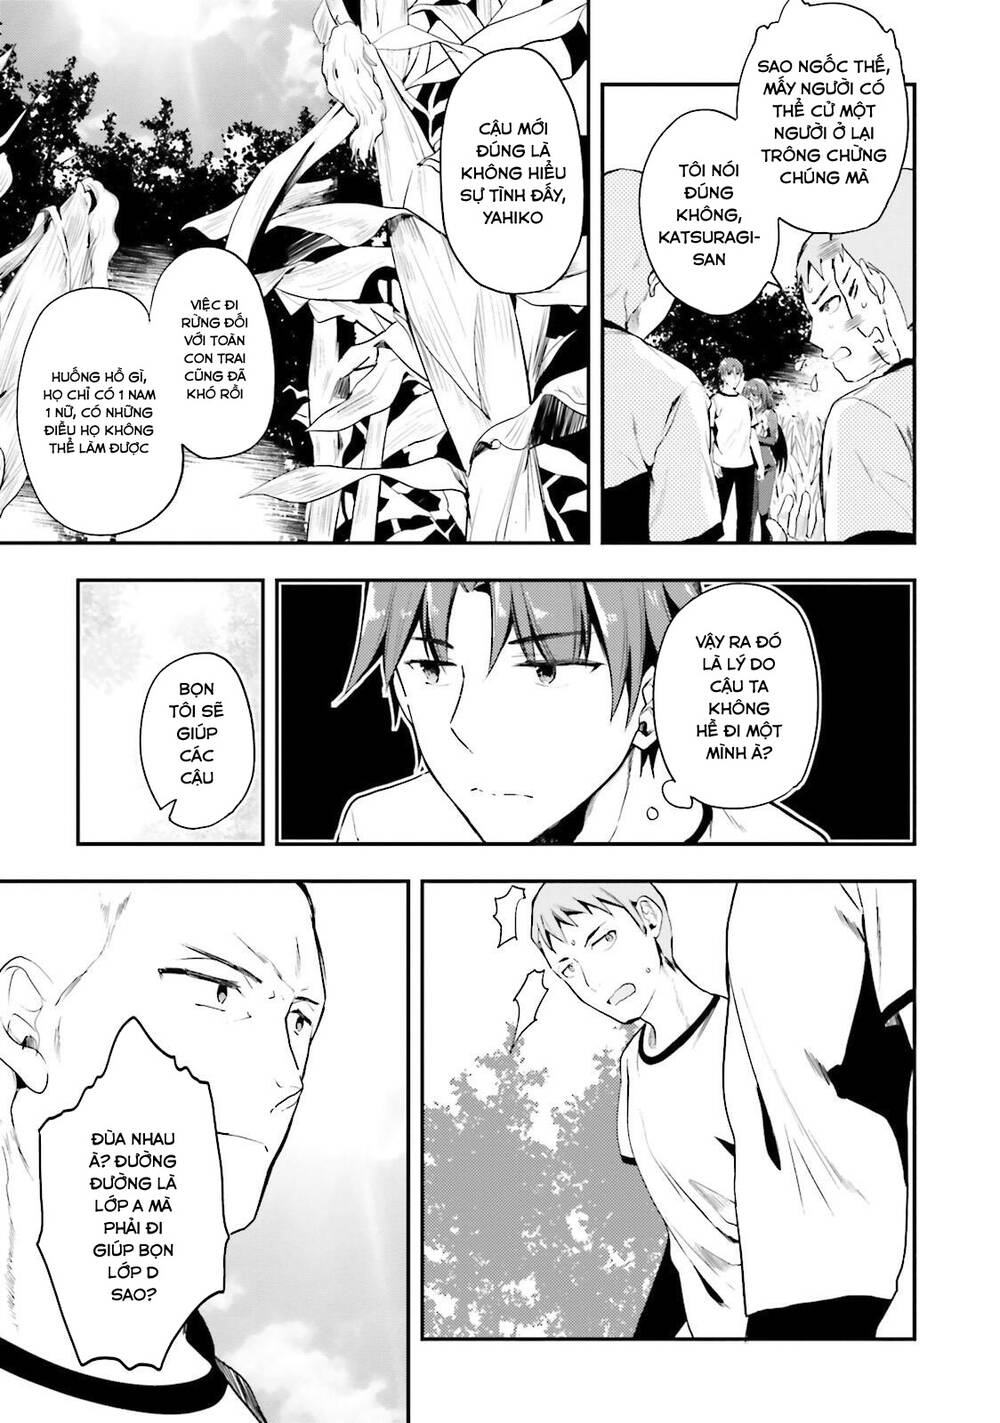 SAO NGỐC THẾ,
MẤY NGƯỜI CÓ
THỂ CỬ MỘT
NGƯỜI Ở LẠI
TRÔNG CHỪNG
CHÚNG MÀ
TÔI NÓI
ĐÚNG
KHÔNG,
KATSURAGI-
SAN
CẬU MỚI
ĐÚNG LÀ
KHÔNG HIỂU
SỰ TÌNH ĐẤY,
YAHIKO
VIỆC ĐI
RỪNG ĐỐI
VỚI TOÀN
CON TRAI
CŨNG ĐÃ
KHÓ RỒI
HUỐNG HỒ GÌ,
HỌ CHỈ CÓ 1 NAM
1 NỮ, CÓ NHỮNG
ĐIỀU HỌ KHÔNG
THỂ LÀM ĐƯỢC
VẬY RA ĐÓ
LÀ LÝ DO
CẬU TA
KHÔNG
HỀ ĐI MỘT
MÌNH À?
BỌN
TÔI SẼ
GIÚP
CÁC
CẬU
ĐÙA NHAU
À? ĐƯỜNG
ĐƯỜNG LÀ
LỚP A MÀ
PHẢI ĐI
GIÚP BỌN
LỚP D
SAO?